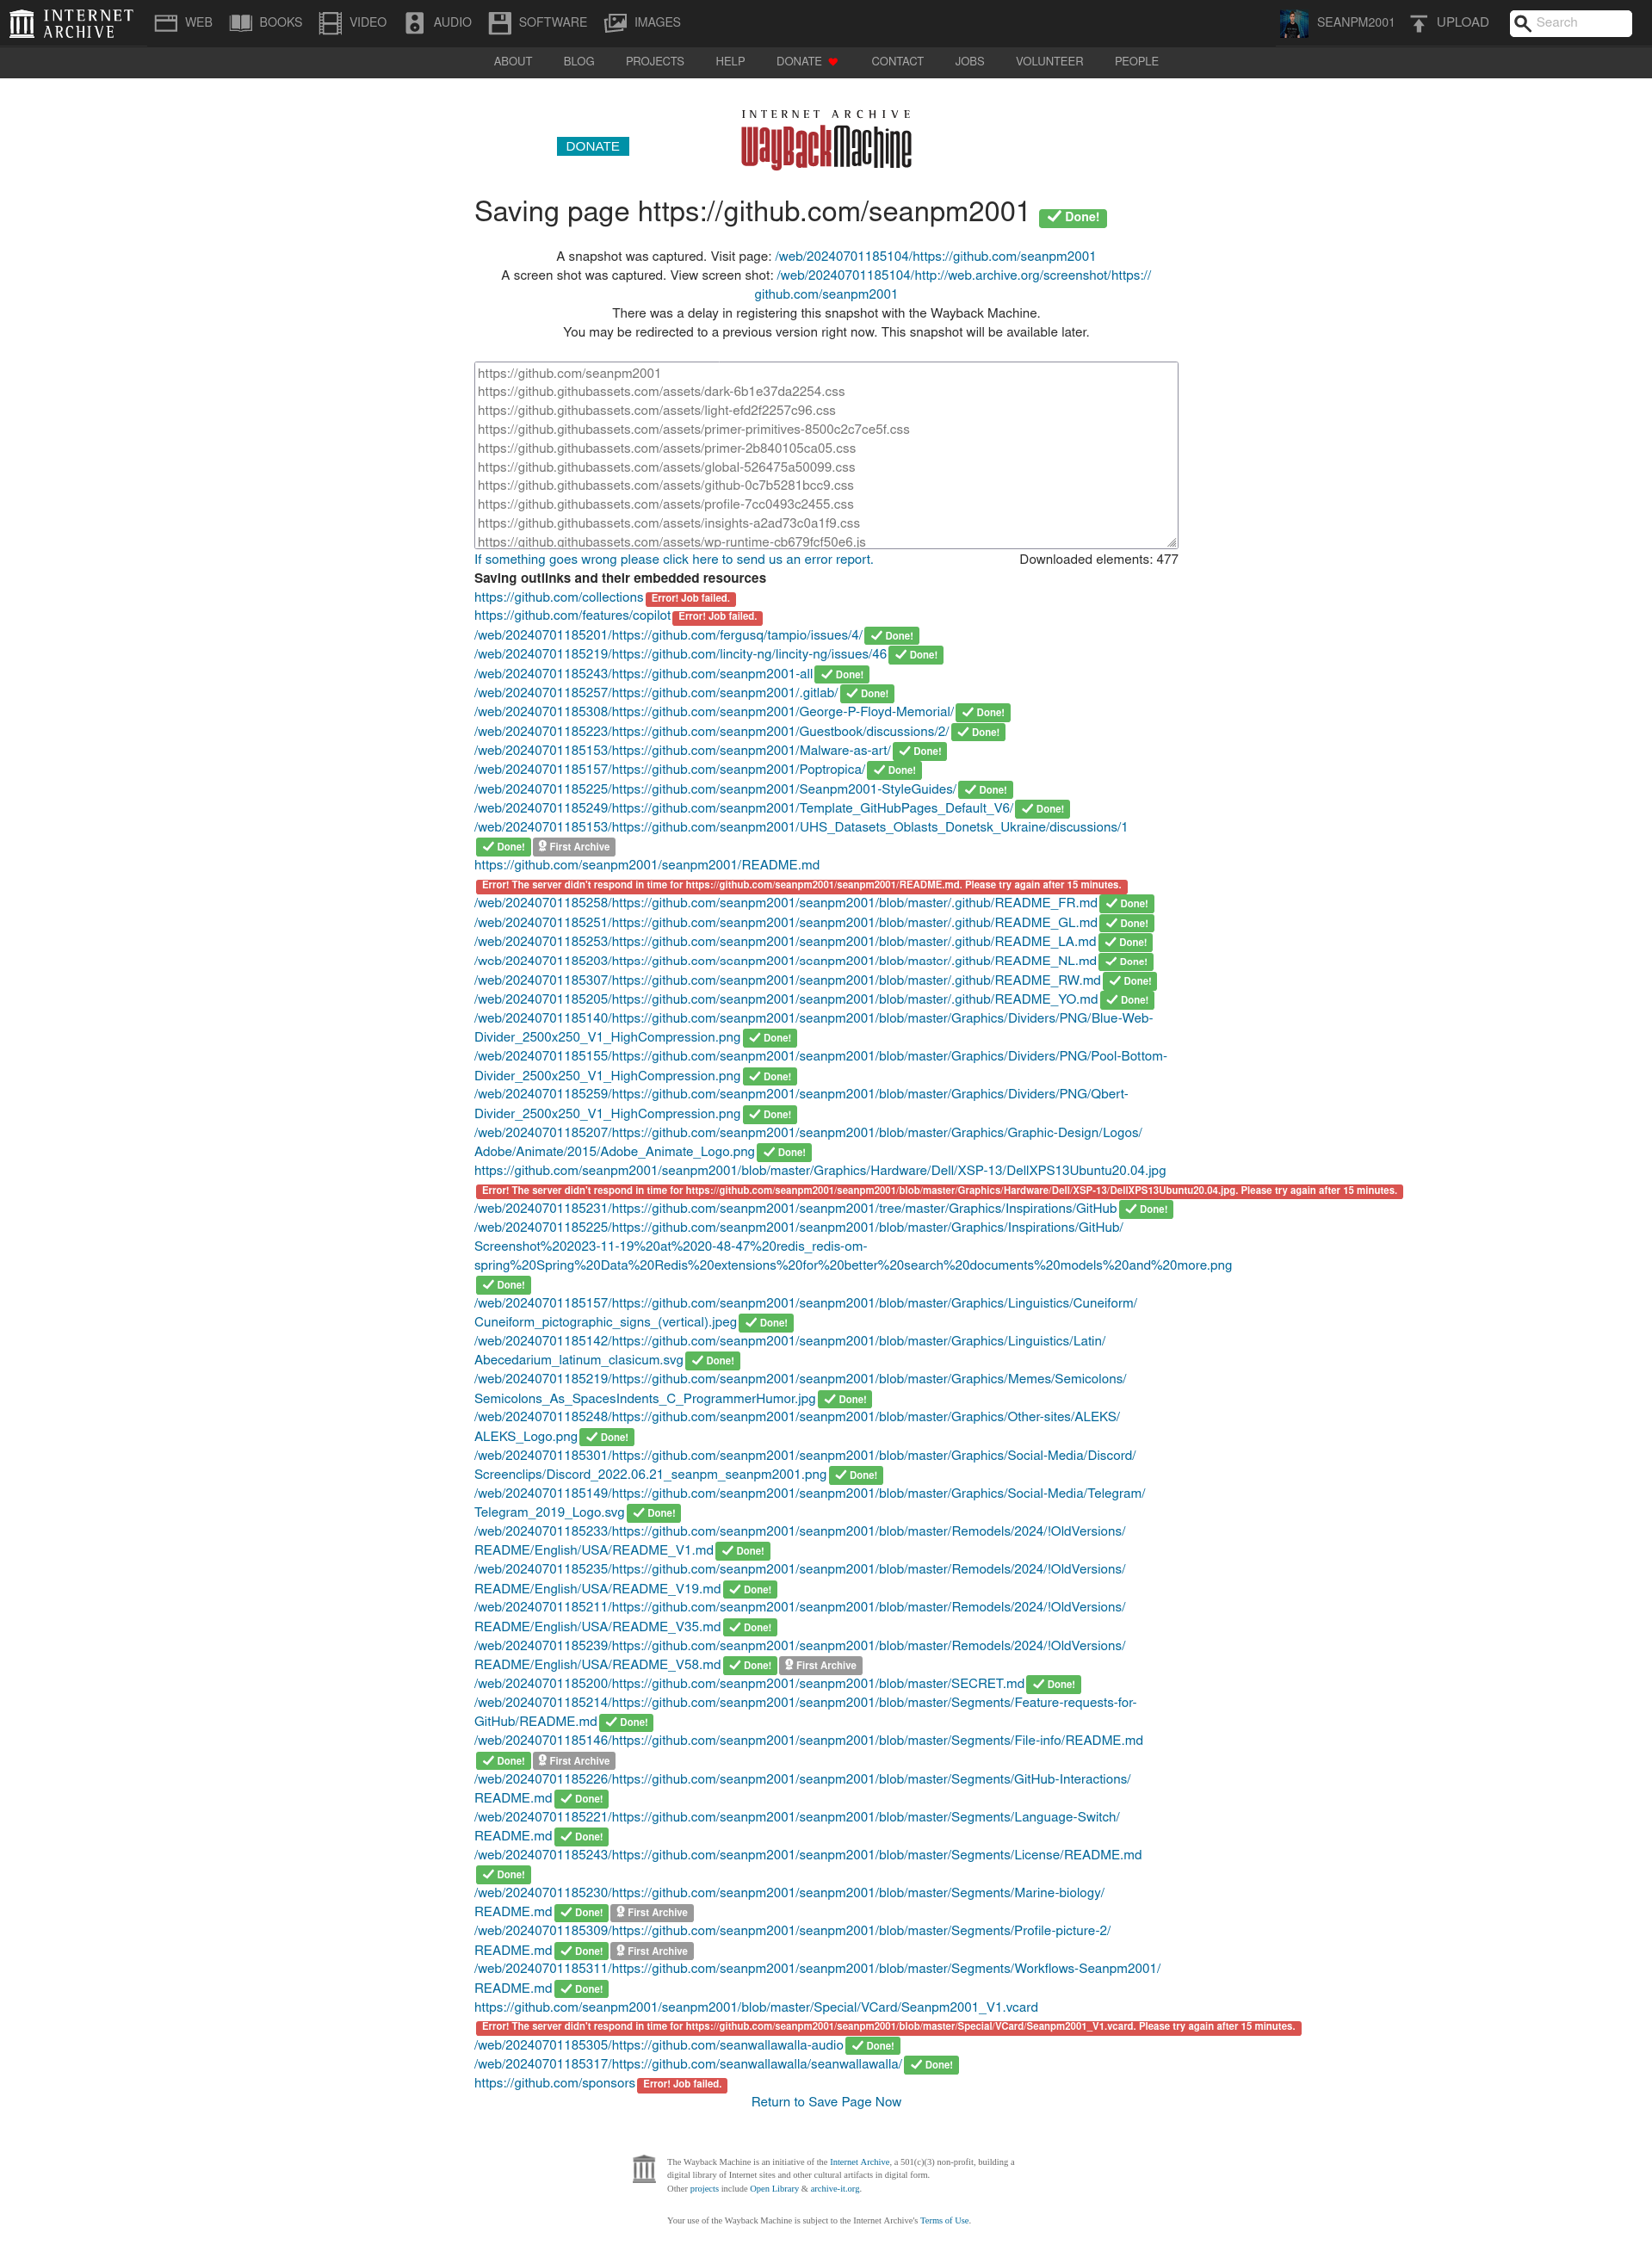 INTERNET ARCHIVE WEB BOOKS VIDEO AUDIO SOFTWARE IMAGES SEANPM2001 UPLOAD Search
ABOUT BLOG PROJECTS HELP DONATE CONTACT JOBS VOLUNTEER PEOPLE
INTERNET ARCHIVE
WayBackMachine
DONATE
Saving page https://github.com/seanpm2001 Done!
A snapshot was captured. Visit page: /web/20240701185104/https://github.com/seanpm2001
A screen shot was captured. View screen shot: /web/20240701185104/http://web.archive.org/screenshot/https://
github.com/seanpm2001
There was a delay in registering this snapshot with the Wayback Machine.
You may be redirected to a previous version right now. This snapshot will be available later.
https://github.com/seanpm2001
https://github.githubassets.com/assets/dark-6b1e37da2254.css
https://github.githubassets.com/assets/light-efd2f2257c96.css
https://github.githubassets.com/assets/primer-primitives-8500c2c7ce5f.css
https://github.githubassets.com/assets/primer-2b840105ca05.css
https://github.githubassets.com/assets/global-526475a50099.css
https://github.githubassets.com/assets/github-0c7b5281bcc9.css
https://github.githubassets.com/assets/profile-7cc0493c2455.css
https://github.githubassets.com/assets/insights-a2ad73c0a1f9.css
https://github.githubassets.com/assets/wp-runtime-cb679fcf50e6.js
If something goes wrong please click here to send us an error report. Downloaded elements: 477
Saving outlinks and their embedded resources
https://github.com/collections Error! Job failed.
https://github.com/features/copilot Error! Job failed.
/web/20240701185201/https://github.com/fergusq/tampio/issues/4/ Done!
/web/20240701185219/https://github.com/lincity-ng/lincity-ng/issues/46 Done!
/web/20240701185243/https://github.com/seanpm2001-all Done!
/web/20240701185257/https://github.com/seanpm2001/.gitlab/ Done!
/web/20240701185308/https://github.com/seanpm2001/George-P-Floyd-Memorial/ Done!
/web/20240701185223/https://github.com/seanpm2001/Guestbook/discussions/2/ Done!
/web/20240701185153/https://github.com/seanpm2001/Malware-as-art/ Done!
/web/20240701185157/https://github.com/seanpm2001/Poptropica/ Done!
/web/20240701185225/https://github.com/seanpm2001/Seanpm2001-StyleGuides/ Done!
/web/20240701185249/https://github.com/seanpm2001/Template_GitHubPages_Default_V6/ Done!
/web/20240701185153/https://github.com/seanpm2001/UHS_Datasets_Oblasts_Donetsk_Ukraine/discussions/1
Done! First Archive
https://github.com/seanpm2001/seanpm2001/README.md
Error! The server didn't respond in time for https://github.com/seanpm2001/seanpm2001/README.md. Please try again after 15 minutes.
/web/20240701185258/https://github.com/seanpm2001/seanpm2001/blob/master/.github/README_FR.md Done!
/web/20240701185251/https://github.com/seanpm2001/seanpm2001/blob/master/.github/README_GL.md Done!
/web/20240701185253/https://github.com/seanpm2001/seanpm2001/blob/master/.github/README_LA.md Done!
/web/20240701185203/https://github.com/seanpm2001/seanpm2001/blob/master/.github/README_NL.md Done!
/web/20240701185307/https://github.com/seanpm2001/seanpm2001/blob/master/.github/README_RW.md Done!
/web/20240701185205/https://github.com/seanpm2001/seanpm2001/blob/master/.github/README_YO.md Done!
/web/20240701185140/https://github.com/seanpm2001/seanpm2001/blob/master/Graphics/Dividers/PNG/Blue-Web-
Divider_2500x250_V1_HighCompression.png Done!
/web/20240701185155/https://github.com/seanpm2001/seanpm2001/blob/master/Graphics/Dividers/PNG/Pool-Bottom-
Divider_2500x250_V1_HighCompression.png Done!
/web/20240701185259/https://github.com/seanpm2001/seanpm2001/blob/master/Graphics/Dividers/PNG/Qbert-
Divider_2500x250_V1_HighCompression.png Done!
/web/20240701185207/https://github.com/seanpm2001/seanpm2001/blob/master/Graphics/Graphic-Design/Logos/
Adobe/Animate/2015/Adobe_Animate_Logo.png Done!
https://github.com/seanpm2001/seanpm2001/blob/master/Graphics/Hardware/Dell/XSP-13/DellXPS13Ubuntu20.04.jpg
Error! The server didn't respond in time for https://github.com/seanpm2001/seanpm2001/blob/master/Graphics/Hardware/Dell/XSP-13/DellXPS13Ubuntu20.04.jpg. Please try again after 15 minutes.
/web/20240701185231/https://github.com/seanpm2001/seanpm2001/tree/master/Graphics/Inspirations/GitHub Done!
/web/20240701185225/https://github.com/seanpm2001/seanpm2001/blob/master/Graphics/Inspirations/GitHub/
Screenshot%202023-11-19%20at%2020-48-47%20redis_redis-om-
spring%20Spring%20Data%20Redis%20extensions%20for%20better%20search%20documents%20models%20and%20more.png
Done!
/web/20240701185157/https://github.com/seanpm2001/seanpm2001/blob/master/Graphics/Linguistics/Cuneiform/
Cuneiform_pictographic_signs_(vertical).jpeg Done!
/web/20240701185142/https://github.com/seanpm2001/seanpm2001/blob/master/Graphics/Linguistics/Latin/
Abecedarium_latinum_clasicum.svg Done!
/web/20240701185219/https://github.com/seanpm2001/seanpm2001/blob/master/Graphics/Memes/Semicolons/
Semicolons_As_SpacesIndents_C_ProgrammerHumor.jpg Done!
/web/20240701185248/https://github.com/seanpm2001/seanpm2001/blob/master/Graphics/Other-sites/ALEKS/
ALEKS_Logo.png Done!
/web/20240701185301/https://github.com/seanpm2001/seanpm2001/blob/master/Graphics/Social-Media/Discord/
Screenclips/Discord_2022.06.21_seanpm_seanpm2001.png Done!
/web/20240701185149/https://github.com/seanpm2001/seanpm2001/blob/master/Graphics/Social-Media/Telegram/
Telegram_2019_Logo.svg Done!
/web/20240701185233/https://github.com/seanpm2001/seanpm2001/blob/master/Remodels/2024/!OldVersions/
README/English/USA/README_V1.md Done!
/web/20240701185235/https://github.com/seanpm2001/seanpm2001/blob/master/Remodels/2024/!OldVersions/
README/English/USA/README_V19.md Done!
/web/20240701185211/https://github.com/seanpm2001/seanpm2001/blob/master/Remodels/2024/!OldVersions/
README/English/USA/README_V35.md Done!
/web/20240701185239/https://github.com/seanpm2001/seanpm2001/blob/master/Remodels/2024/!OldVersions/
README/English/USA/README_V58.md Done! First Archive
/web/20240701185200/https://github.com/seanpm2001/seanpm2001/blob/master/SECRET.md Done!
/web/20240701185214/https://github.com/seanpm2001/seanpm2001/blob/master/Segments/Feature-requests-for-
GitHub/README.md Done!
/web/20240701185146/https://github.com/seanpm2001/seanpm2001/blob/master/Segments/File-info/README.md
Done! First Archive
/web/20240701185226/https://github.com/seanpm2001/seanpm2001/blob/master/Segments/GitHub-Interactions/
README.md Done!
/web/20240701185221/https://github.com/seanpm2001/seanpm2001/blob/master/Segments/Language-Switch/
README.md Done!
/web/20240701185243/https://github.com/seanpm2001/seanpm2001/blob/master/Segments/License/README.md
Done!
/web/20240701185230/https://github.com/seanpm2001/seanpm2001/blob/master/Segments/Marine-biology/
README.md Done! First Archive
/web/20240701185309/https://github.com/seanpm2001/seanpm2001/blob/master/Segments/Profile-picture-2/
README.md Done! First Archive
/web/20240701185311/https://github.com/seanpm2001/seanpm2001/blob/master/Segments/Workflows-Seanpm2001/
README.md Done!
https://github.com/seanpm2001/seanpm2001/blob/master/Special/VCard/Seanpm2001_V1.vcard
Error! The server didn't respond in time for https://github.com/seanpm2001/seanpm2001/blob/master/Special/VCard/Seanpm2001_V1.vcard. Please try again after 15 minutes.
/web/20240701185305/https://github.com/seanwallawalla-audio Done!
/web/20240701185317/https://github.com/seanwallawalla/seanwallawalla/ Done!
https://github.com/sponsors Error! Job failed.
Return to Save Page Now
The Wayback Machine is an initiative of the Internet Archive, a 501(c)(3) non-profit, building a
digital library of Internet sites and other cultural artifacts in digital form.
Other projects include Open Library & archive-it.org.
Your use of the Wayback Machine is subject to the Internet Archive's Terms of Use.